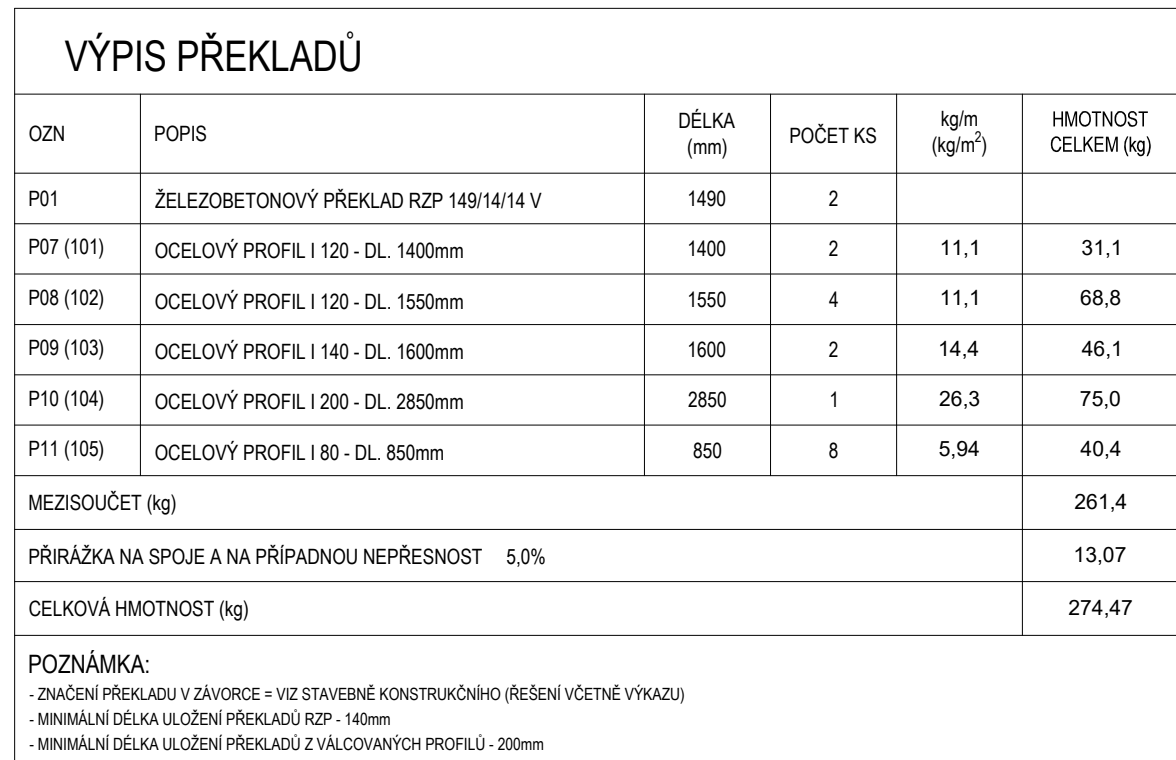 VÝPIS PŘEKLADŮ
OZN POPIS DÉLKA (mm) POČET KS kg/m (kg/m²) HMOTNOST CELKEM (kg)
P01 ŽELEZOBETONOVÝ PŘEKLAD RZP 149/14/14 V 1490 2
P07 (101) OCELOVÝ PROFIL I 120 - DL. 1400mm 1400 2 11,1 31,1
P08 (102) OCELOVÝ PROFIL I 120 - DL. 1550mm 1550 4 11,1 68,8
P09 (103) OCELOVÝ PROFIL I 140 - DL. 1600mm 1600 2 14,4 46,1
P10 (104) OCELOVÝ PROFIL I 200 - DL. 2850mm 2850 1 26,3 75,0
P11 (105) OCELOVÝ PROFIL I 80 - DL. 850mm 850 8 5,94 40,4
MEZISOUČET (kg) 261,4
PŘIRÁŽKA NA SPOJE A NA PŘÍPADNOU NEPŘESNOST 5,0% 13,07
CELKOVÁ HMOTNOST (kg) 274,47
POZNÁMKA:
- ZNAČENÍ PŘEKLADU V ZÁVORCE = VIZ STAVEBNĚ KONSTRUKČNÍHO (ŘEŠENÍ VČETNĚ VÝKAZU)
- MINIMÁLNÍ DÉLKA ULOŽENÍ PŘEKLADŮ RZP - 140mm
- MINIMÁLNÍ DÉLKA ULOŽENÍ PŘEKLADŮ Z VÁLCOVANÝCH PROFILŮ - 200mm